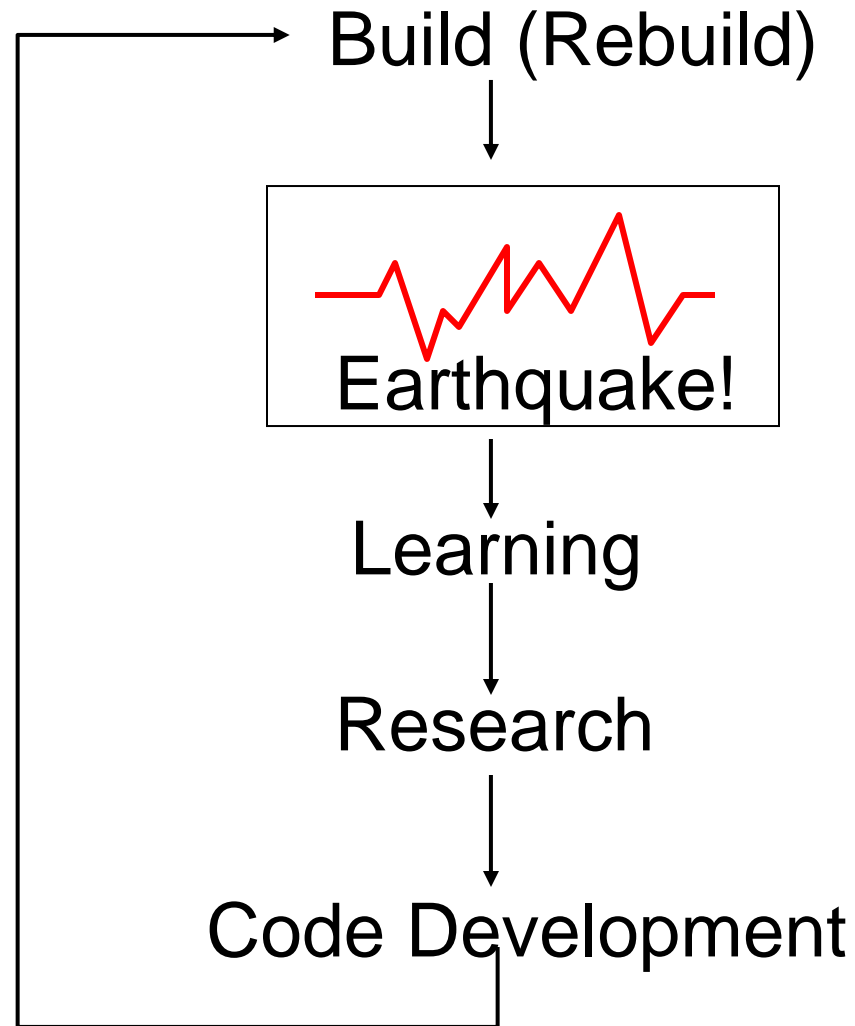 Build (Rebuild)
Earthquake!
Learning
Research
Code Development